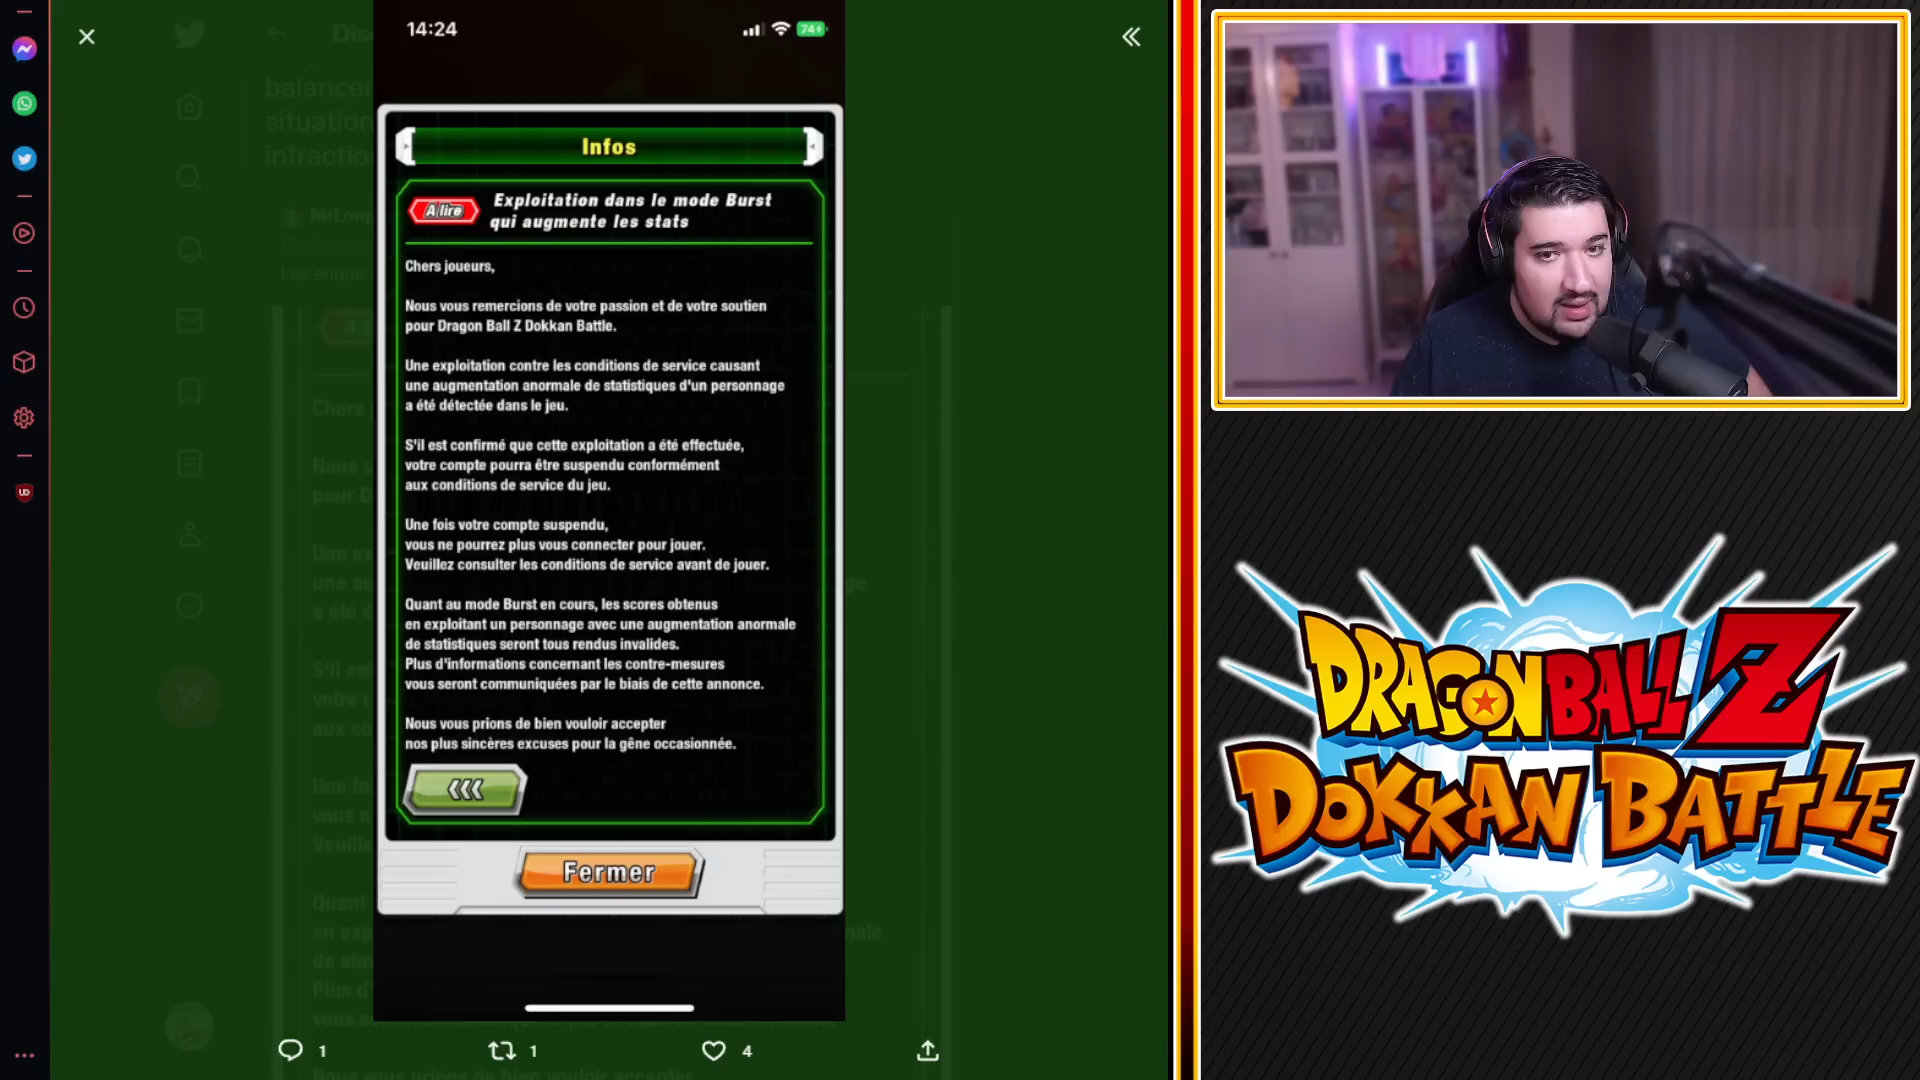 14:24
74
Infos
A lire
Exploitation dans le mode Burst
qui augmente les stats
Chers joueurs,
Nous vous remercions de votre passion et de votre soutien
pour Dragon Ball Z Dokkan Battle.
Une exploitation contre les conditions de service causant
une augmentation anormale de statistiques d'un personnage
a été détectée dans le jeu.
S'il est confirmé que cette exploitation a été effectuée,
votre compte pourra être suspendu conformément
aux conditions de service du jeu.
Une fois votre compte suspendu,
vous ne pourrez plus vous connecter pour jouer.
Veuillez consulter les conditions de service avant de jouer.
Quant au mode Burst en cours, les scores obtenus
en exploitant un personnage avec une augmentation anormale
de statistiques seront tous rendus invalides.
Plus d'informations concernant les contre-mesures
vous seront communiquées par le biais de cette annonce.
Nous vous prions de bien vouloir accepter
nos plus sincères excuses pour la gêne occasionnée.
Fermer
1
1
4
UD
DRAGON BALL Z
DOKKAN BATTLE